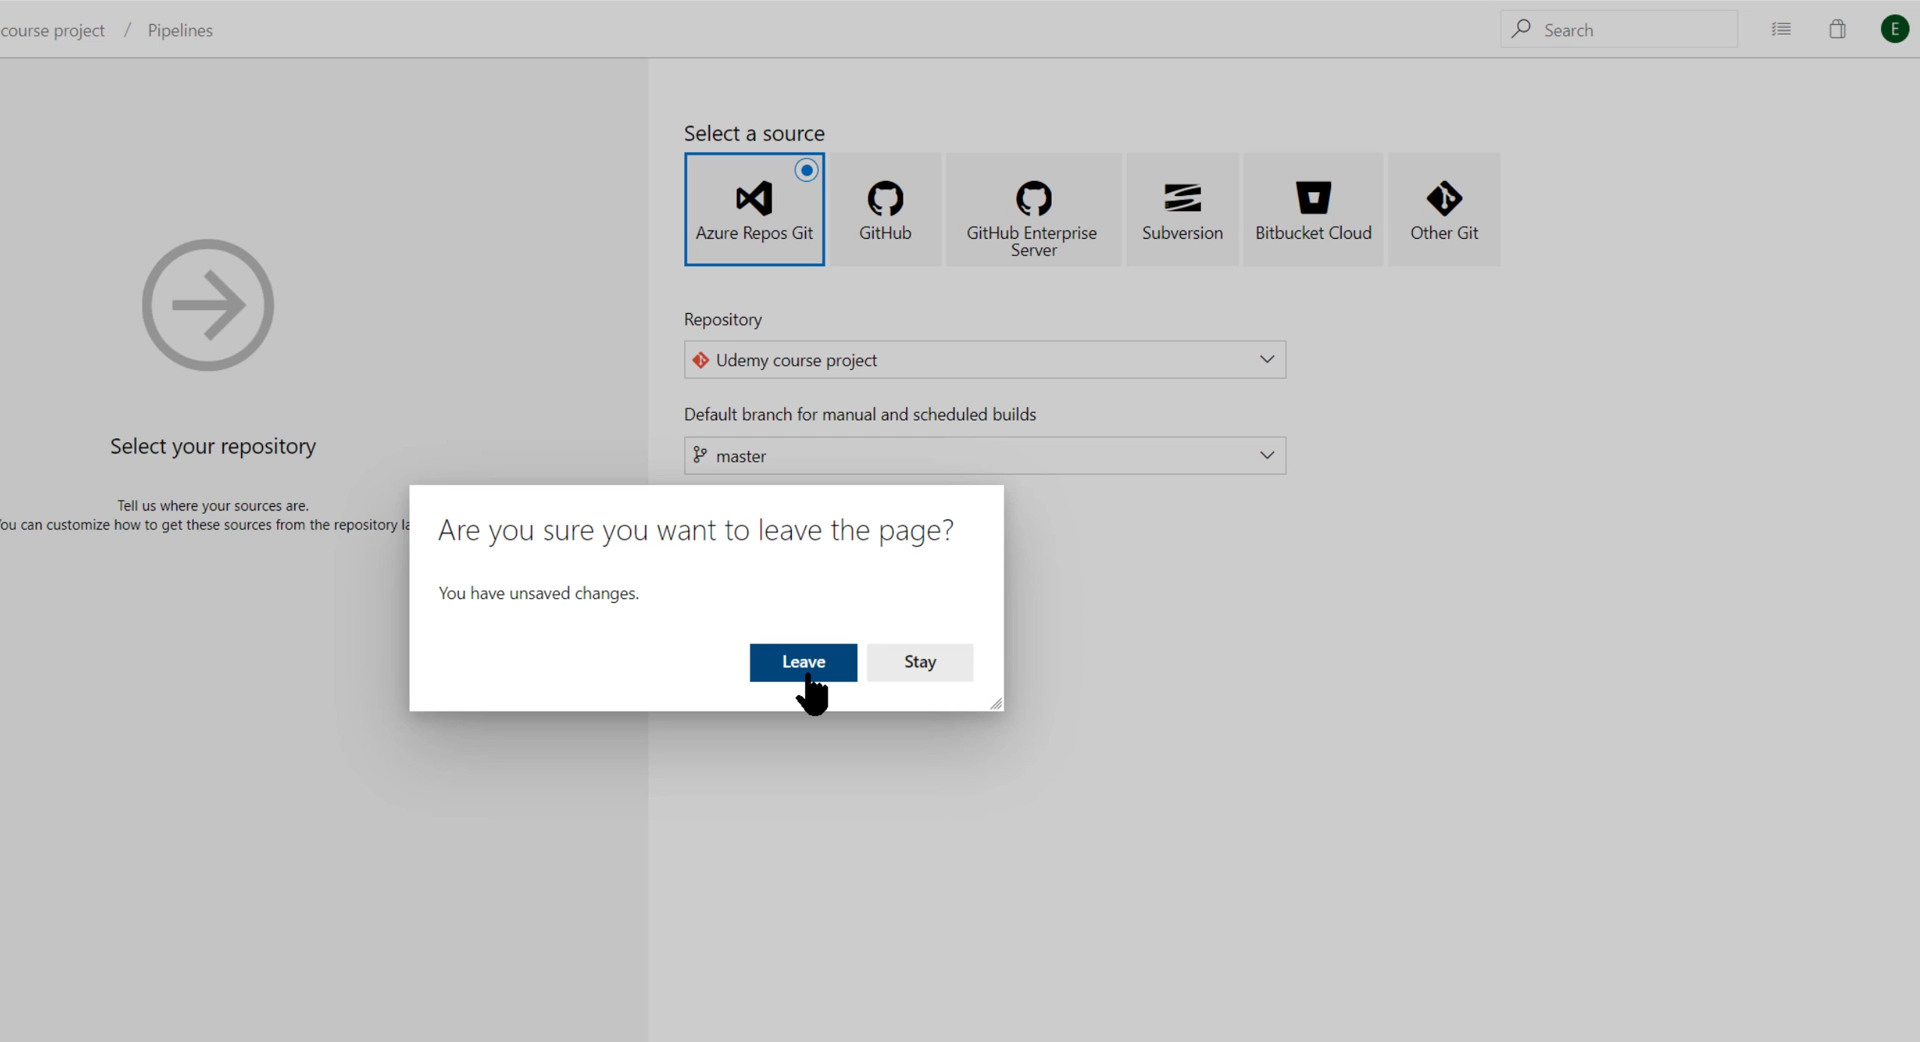 course project / Pipelines
Search
E
Select a source
Azure Repos Git
GitHub
GitHub Enterprise
Server
Subversion
Bitbucket Cloud
Other Git
Repository
Udemy course project
Default branch for manual and scheduled builds
master
Select your repository
Tell us where your sources are.
ou can customize how to get these sources from the repository la
Are you sure you want to leave the page?
You have unsaved changes.
Leave
Stay